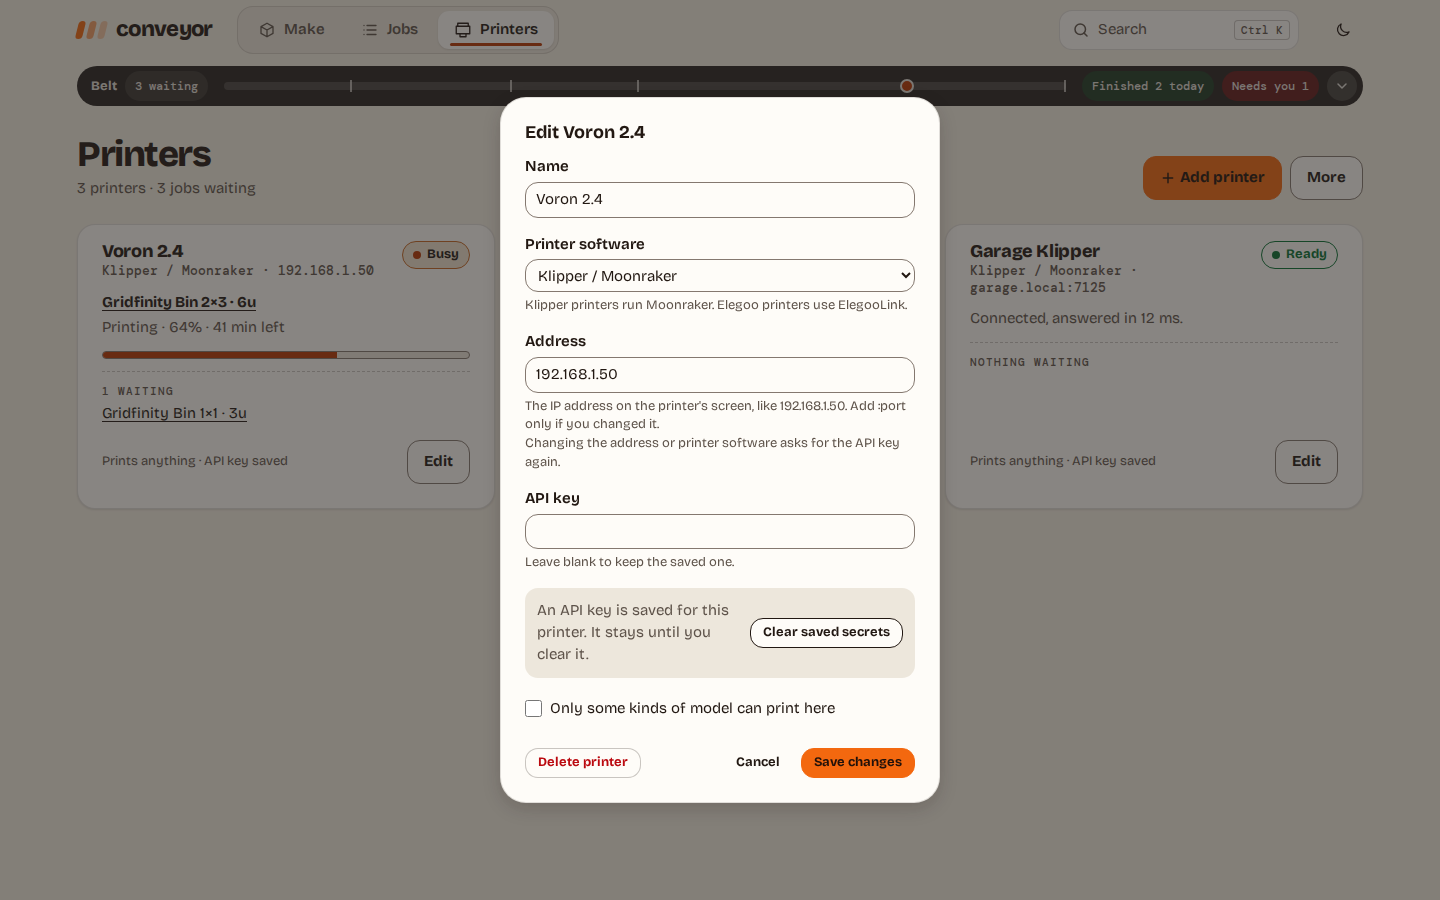 conveyor
Make
Jobs
Printers
Search
Ctrl K
Belt
3 waiting
Finished 2 today
Needs you 1
Printers
3 printers · 3 jobs waiting
+ Add printer
More
Voron 2.4
Busy
Klipper / Moonraker · 192.168.1.50
Gridfinity Bin 2×3 · 6u
Printing · 64% · 41 min left
1 WAITING
Gridfinity Bin 1×1 · 3u
Prints anything · API key saved
Edit
Edit Voron 2.4
Name
Voron 2.4
Printer software
Klipper / Moonraker
Klipper printers run Moonraker. Elegoo printers use ElegooLink.
Address
192.168.1.50
The IP address on the printer's screen, like 192.168.1.50. Add :port
only if you changed it.
Changing the address or printer software asks for the API key
again.
API key
Leave blank to keep the saved one.
An API key is saved for this
printer. It stays until you
clear it.
Clear saved secrets
Only some kinds of model can print here
Delete printer
Cancel
Save changes
Garage Klipper
Ready
Klipper / Moonraker ·
garage.local:7125
Connected, answered in 12 ms.
NOTHING WAITING
Prints anything · API key saved
Edit